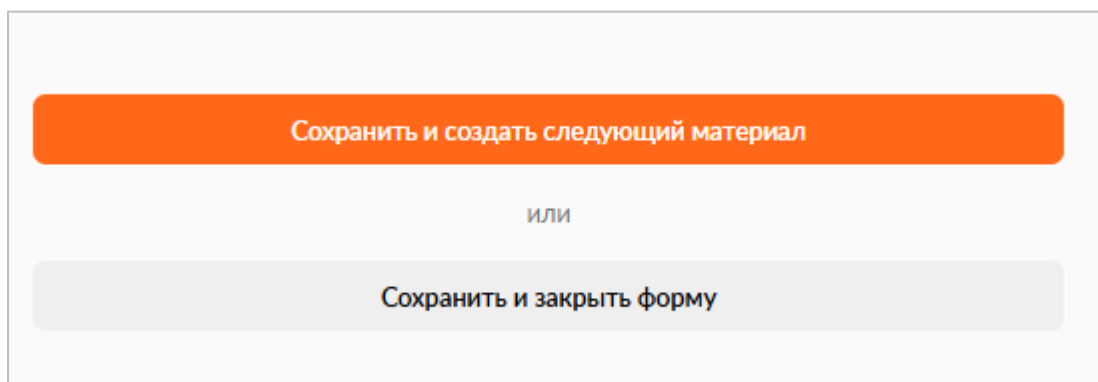 Сохранить и создать следующий материал
или
Сохранить и закрыть форму